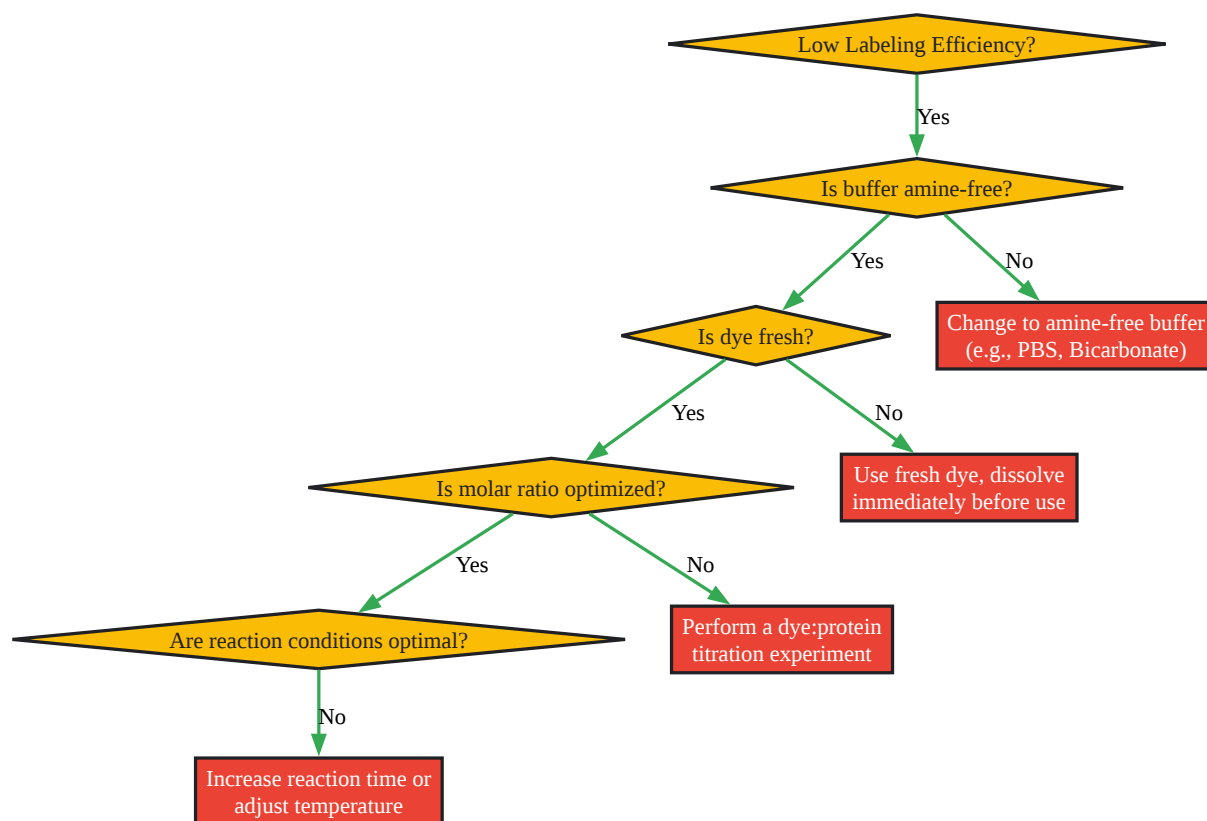 Low Labeling Efficiency?
Yes
Is buffer amine-free?
Yes
No
Change to amine-free buffer
(e.g., PBS, Bicarbonate)
Is dye fresh?
Yes
No
Use fresh dye, dissolve
immediately before use
Is molar ratio optimized?
Yes
No
Perform a dye:protein
titration experiment
Are reaction conditions optimal?
No
Increase reaction time or
adjust temperature